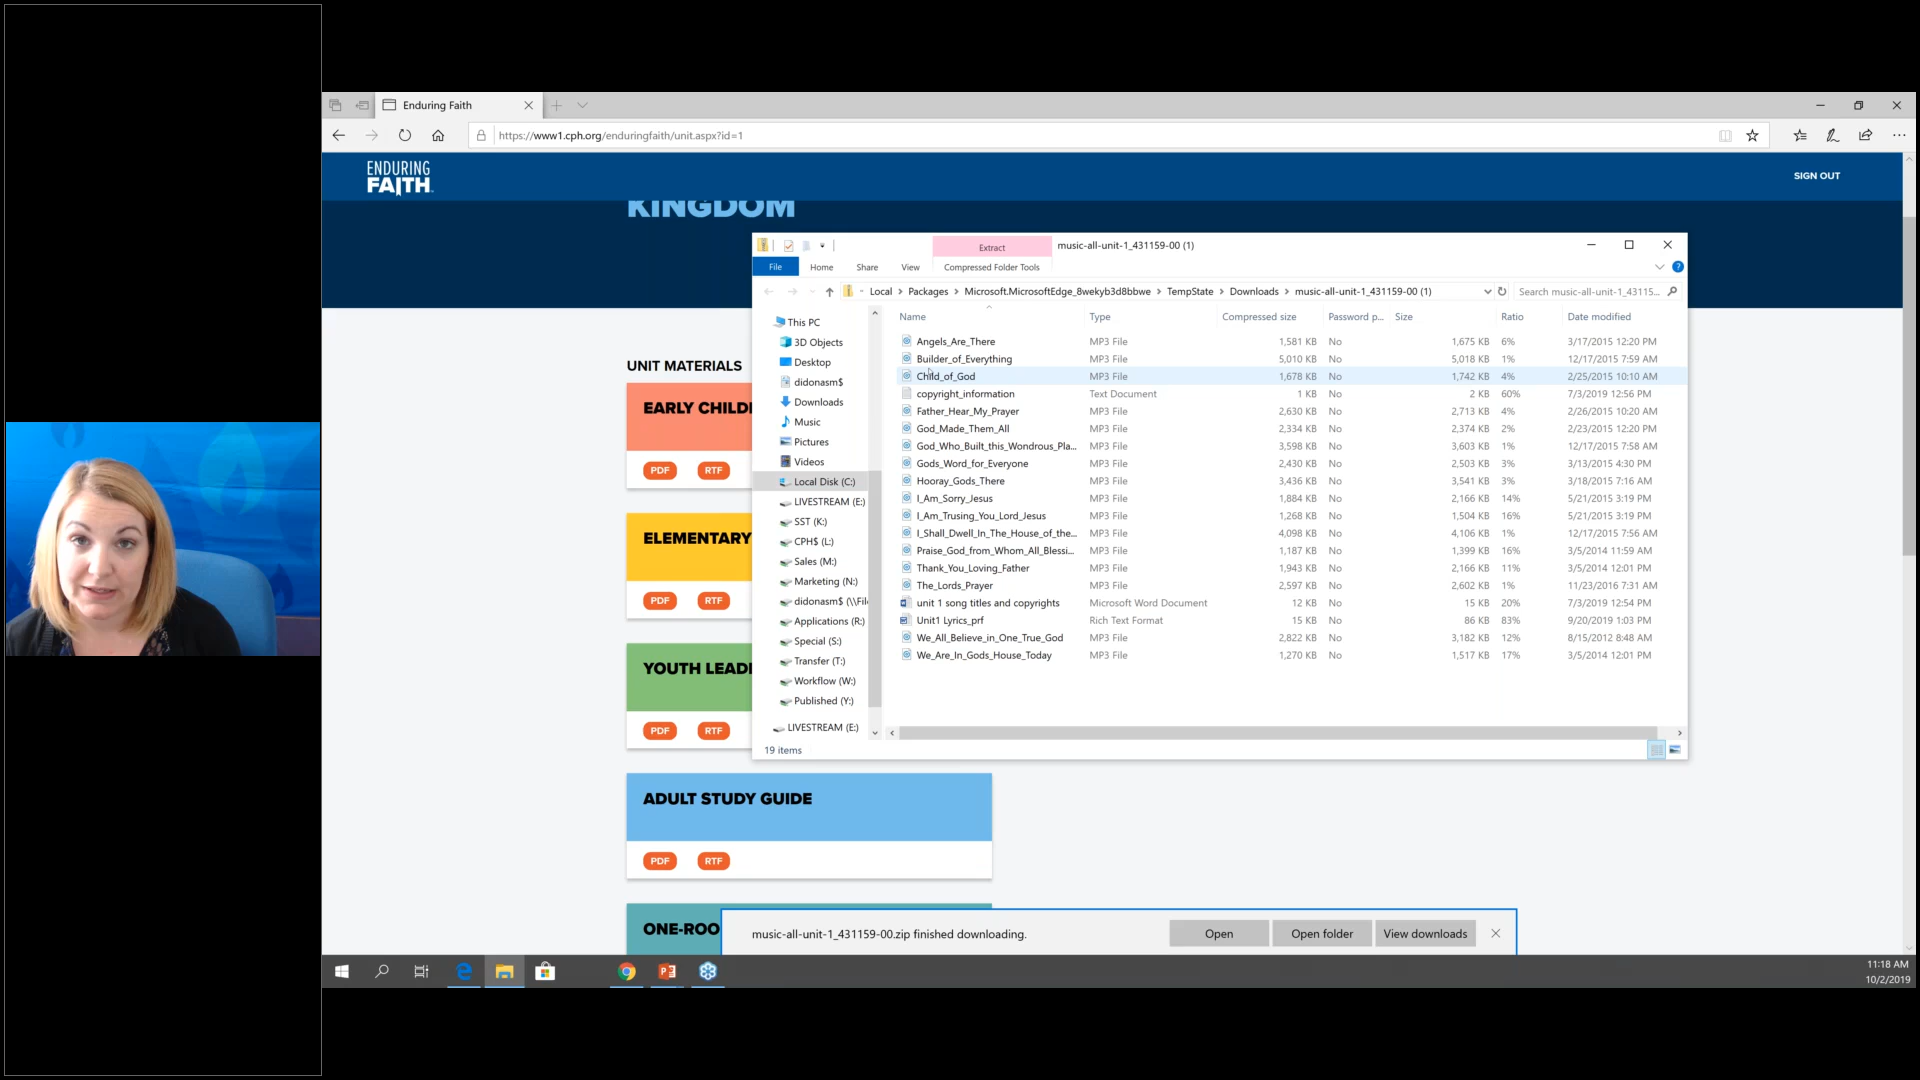 Enduring Faith
https://www1.cph.org/enduringfaith/unit.aspx?id=1
ENDURING
FAITH
SIGN OUT
KINGDOM
Extract
music-all-unit-1_431159-00 (1)
File Home Share View Compressed Folder Tools
Local > Packages > Microsoft.MicrosoftEdge_8wekyb3d8bbwe > TempState > Downloads > music-all-unit-1_431159-00 (1)
Search music-all-unit-1_43115...
Name Type Compressed size Password p... Size Ratio Date modified
This PC
3D Objects
Desktop
didonasm$
Downloads
Music
Pictures
Videos
Local Disk (C:)
LIVESTREAM (E:)
SST (K:)
CPH$ (L:)
Sales (M:)
Marketing (N:)
didonasm$ (\\Fil
Applications (R:)
Special (S:)
Transfer (T:)
Workflow (W:)
Published (Y:)
LIVESTREAM (E:)
Angels_Are_There MP3 File 1,581 KB No 1,675 KB 6% 3/17/2015 12:20 PM
Builder_of_Everything MP3 File 5,010 KB No 5,018 KB 1% 12/17/2015 7:59 AM
Child_of_God MP3 File 1,678 KB No 1,742 KB 4% 2/25/2015 10:10 AM
copyright_information Text Document 1 KB No 2 KB 60% 7/3/2019 12:56 PM
Father_Hear_My_Prayer MP3 File 2,630 KB No 2,713 KB 4% 2/26/2015 10:20 AM
God_Made_Them_All MP3 File 2,334 KB No 2,374 KB 2% 2/23/2015 12:20 PM
God_Who_Built_this_Wondrous_Pla... MP3 File 3,598 KB No 3,603 KB 1% 12/17/2015 7:58 AM
Gods_Word_for_Everyone MP3 File 2,430 KB No 2,503 KB 3% 3/13/2015 4:30 PM
Hooray_Gods_There MP3 File 3,436 KB No 3,541 KB 3% 3/18/2015 7:16 AM
I_Am_Sorry_Jesus MP3 File 1,884 KB No 2,166 KB 14% 5/21/2015 3:19 PM
I_Am_Trusing_You_Lord_Jesus MP3 File 1,268 KB No 1,504 KB 16% 5/21/2015 3:19 PM
I_Shall_Dwell_In_The_House_of_the... MP3 File 4,098 KB No 4,106 KB 1% 12/17/2015 7:56 AM
Praise_God_from_Whom_All_Blessi... MP3 File 1,187 KB No 1,399 KB 16% 3/5/2014 11:59 AM
Thank_You_Loving_Father MP3 File 1,943 KB No 2,166 KB 11% 3/5/2014 12:01 PM
The_Lords_Prayer MP3 File 2,597 KB No 2,602 KB 1% 11/23/2016 7:31 AM
unit 1 song titles and copyrights Microsoft Word Document 12 KB No 15 KB 20% 7/3/2019 12:54 PM
Unit1 Lyrics_prf Rich Text Format 15 KB No 86 KB 83% 9/20/2019 1:03 PM
We_All_Believe_in_One_True_God MP3 File 2,822 KB No 3,182 KB 12% 8/15/2012 8:48 AM
We_Are_In_Gods_House_Today MP3 File 1,270 KB No 1,517 KB 17% 3/5/2014 12:01 PM
19 items
UNIT MATERIALS
EARLY CHILD
PDF RTF
ELEMENTARY
PDF RTF
YOUTH LEAD
PDF RTF
ADULT STUDY GUIDE
PDF RTF
ONE-ROO
music-all-unit-1_431159-00.zip finished downloading.
Open Open folder View downloads
11:18 AM
10/2/2019